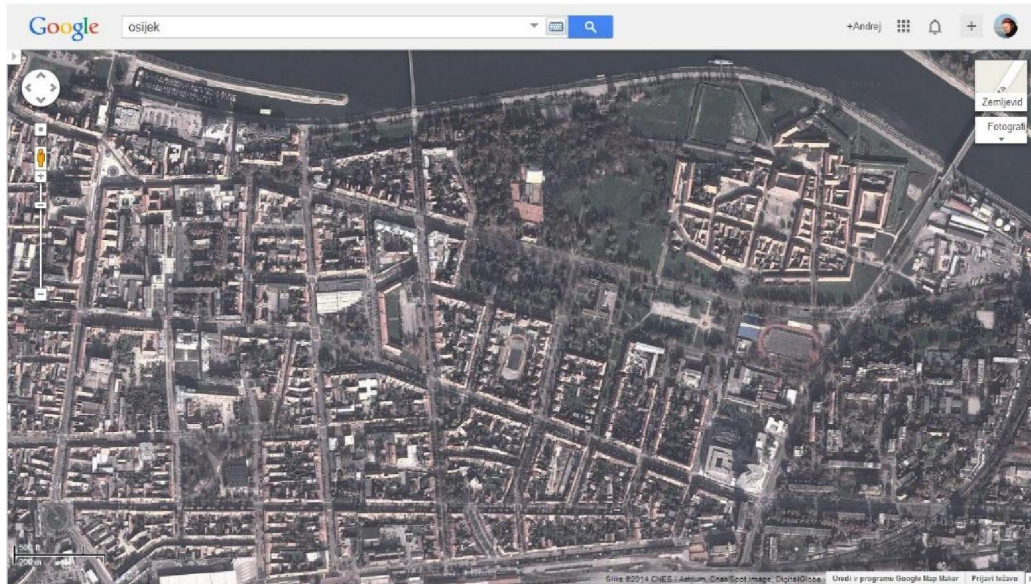 Google
osijek
+Andrej
Zemljevid
Fotografij
500 ft
200 m
Slike ©2014 CNES / Astrium, Cnes/Spot Image, DigitalGlobe
Uredi v programu Google Map Maker
Prijavi težavo